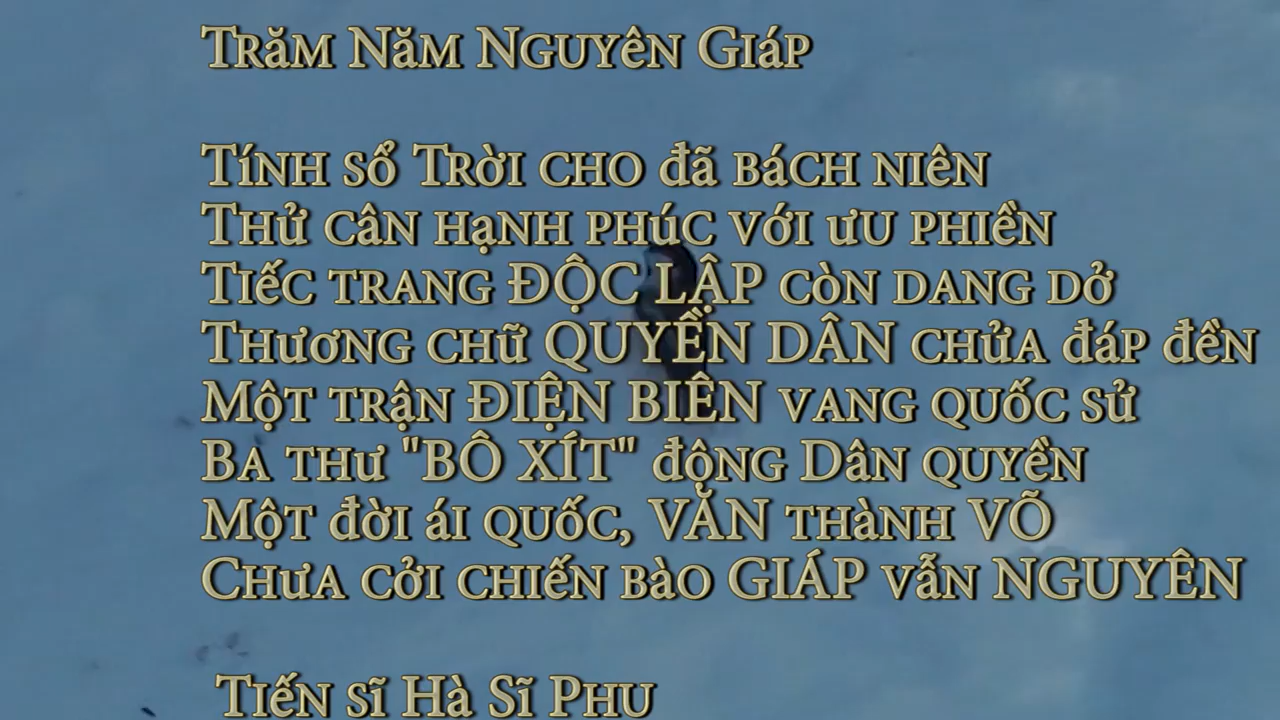 Trăm Năm Nguyên Giáp
Tính sổ Trời cho đã bách niên
Thử cân hạnh phúc với ưu phiền
Tiếc trang ĐỘC LẬP còn dang dở
Thương chữ QUYỀN DÂN chửa đáp đền
Một trận ĐIỆN BIÊN vang quốc sử
Ba thư "BÔ XÍT" động Dân quyền
Một đời ái quốc, VĂN thành VÕ
Chưa cởi chiến bào GIÁP vẫn NGUYÊN
Tiến sĩ Hà Sĩ Phu